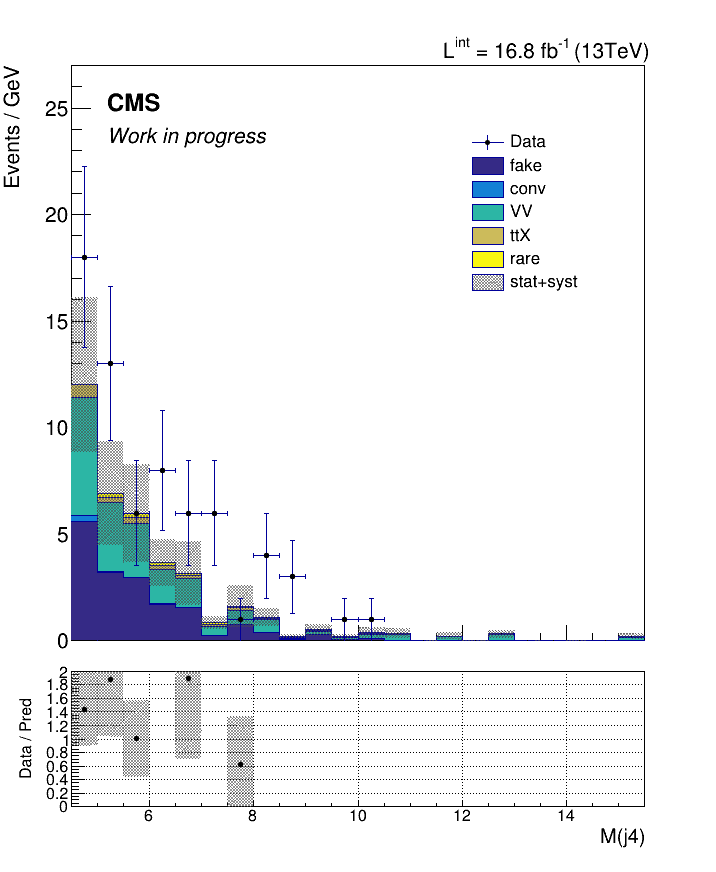 L^int = 16.8 fb^-1 (13TeV)
Events / GeV
CMS
Work in progress
Data
fake
conv
VV
ttX
rare
stat+syst
25
20
15
10
5
0
Data / Pred
2
1.8
1.6
1.4
1.2
1
0.8
0.6
0.4
0.2
0
6 8 10 12 14
M(j4)